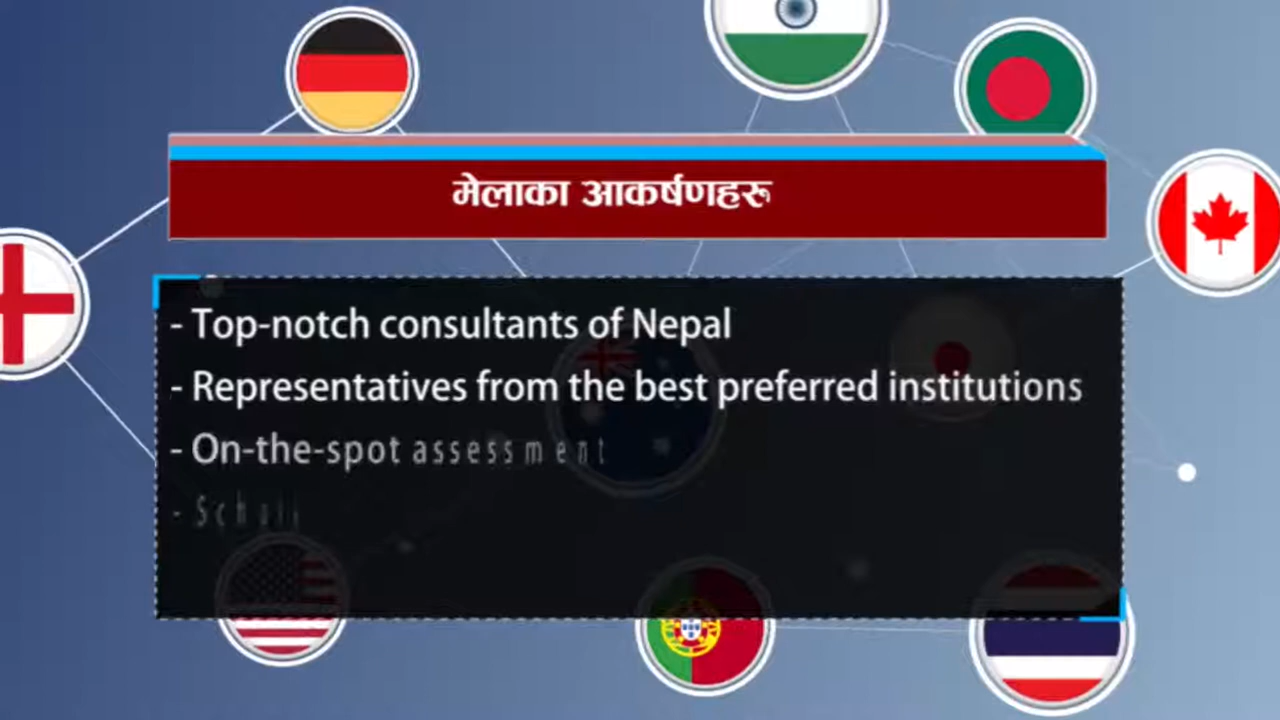 मेलाका आकर्षणहरू
- Top-notch consultants of Nepal
- Representatives from the best preferred institutions
- On-the-spot assessment